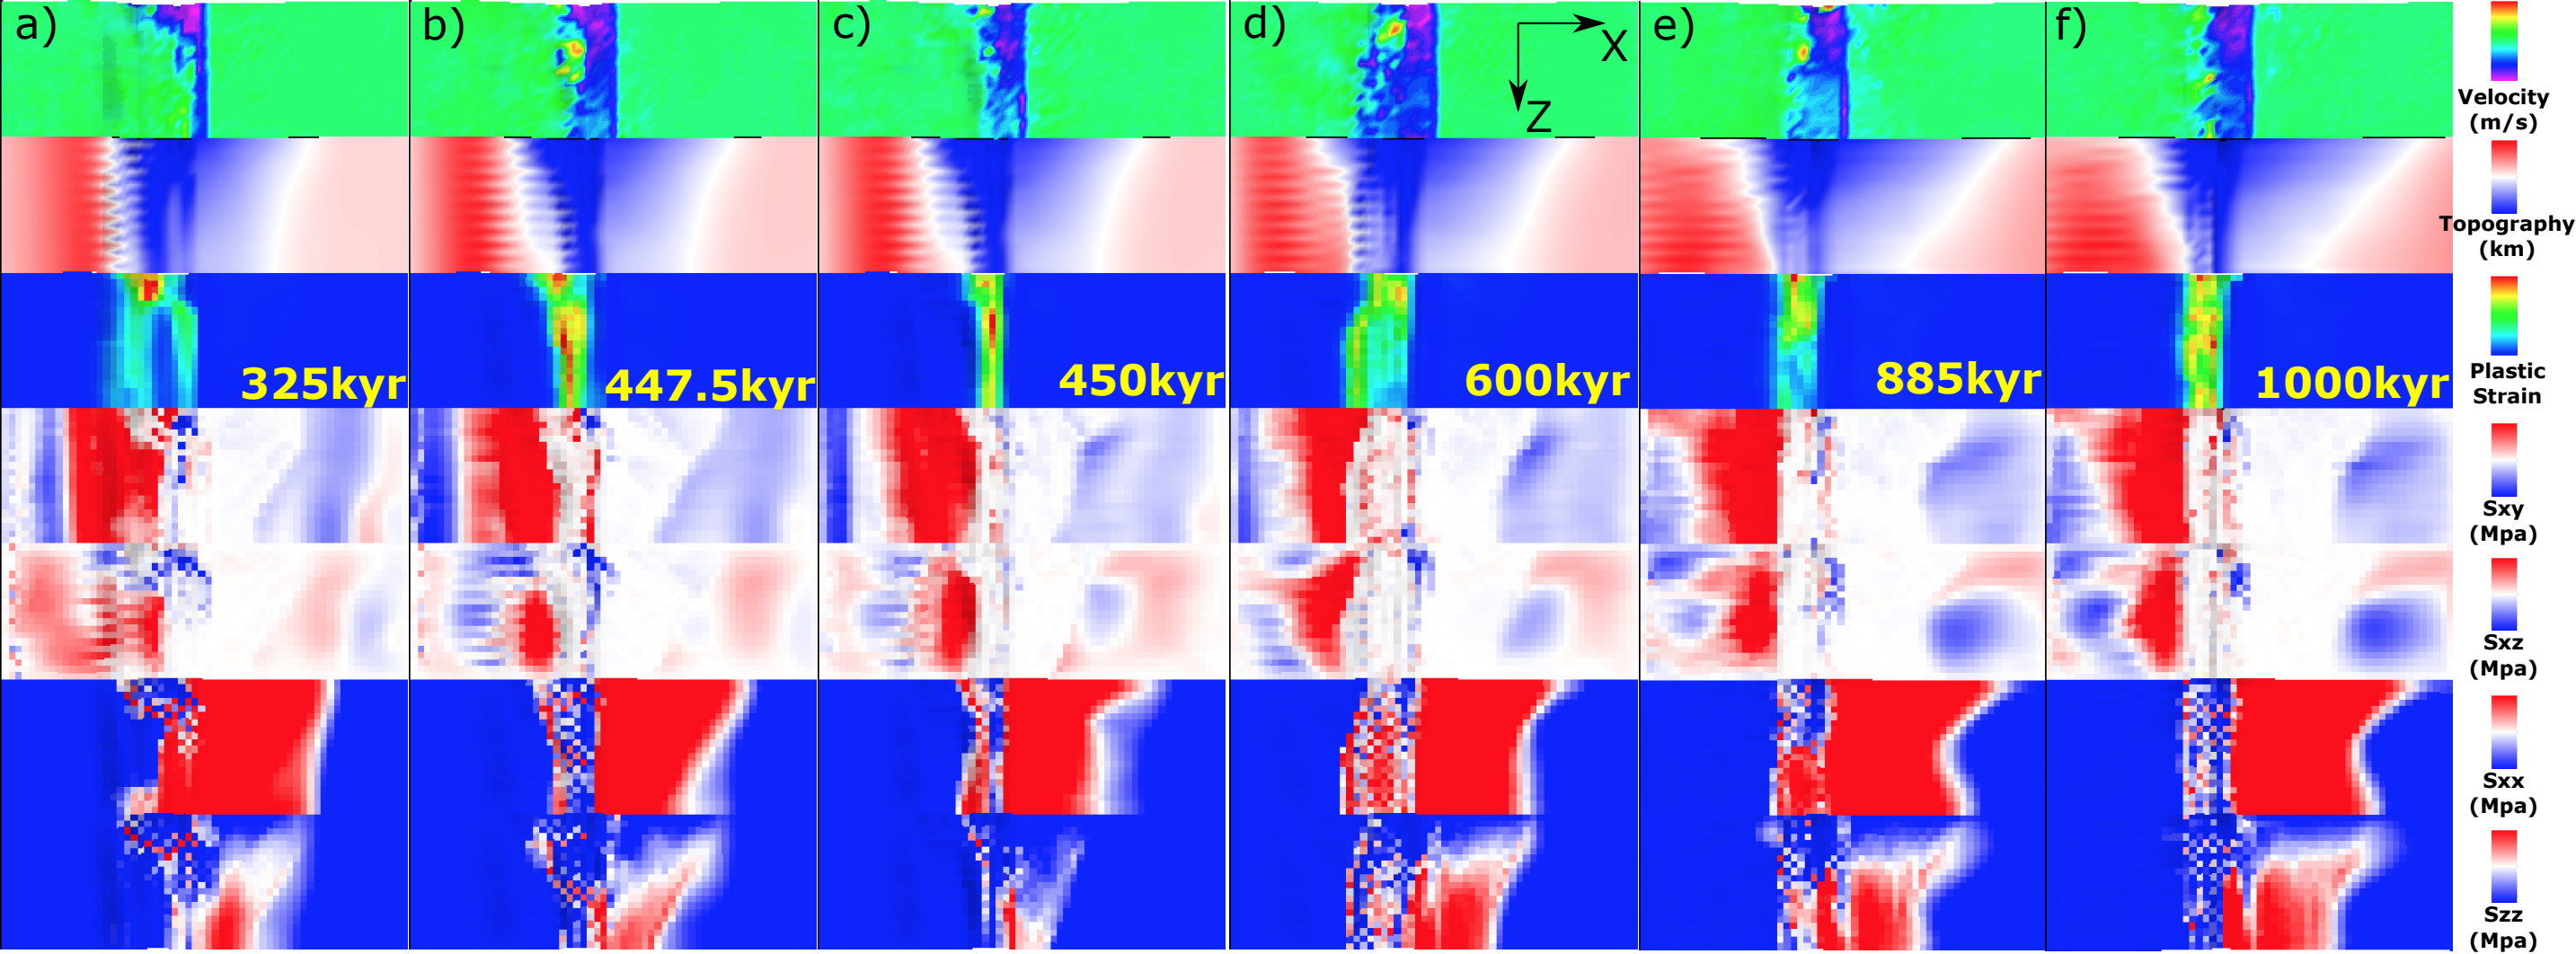 a)
b)
c)
d)
e)
f)
X
Z
Velocity
(m/s)
Topography
(km)
325kyr
447.5kyr
450kyr
600kyr
885kyr
1000kyr
Plastic
Strain
Sxy
(Mpa)
Sxz
(Mpa)
Sxx
(Mpa)
Szz
(Mpa)